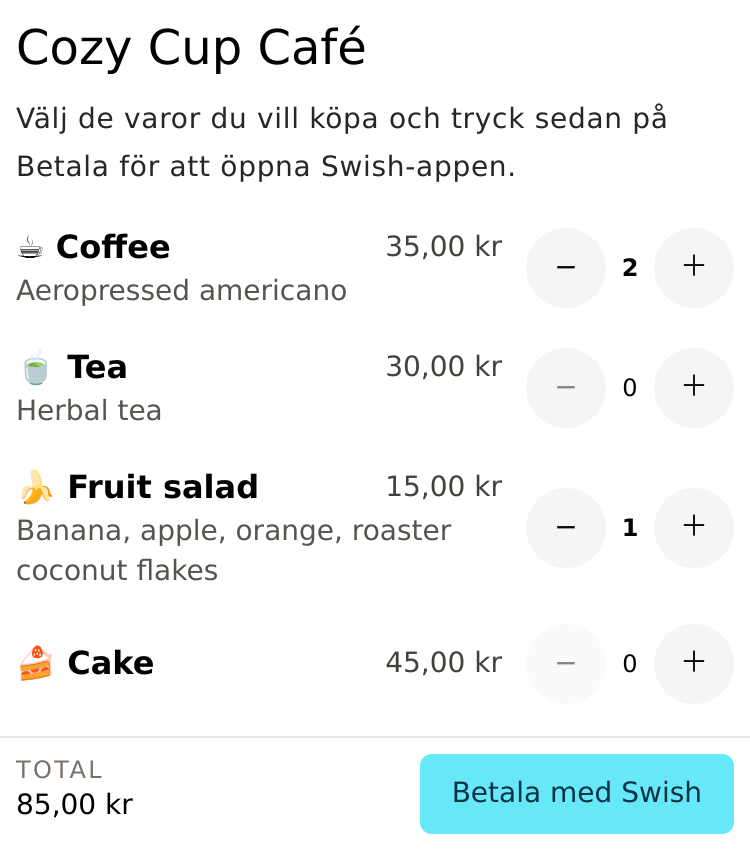 Cozy Cup Café
Välj de varor du vill köpa och tryck sedan på
Betala för att öppna Swish-appen.
☕ Coffee 35,00 kr − 2 +
Aeropressed americano
🍵 Tea 30,00 kr − 0 +
Herbal tea
🍌 Fruit salad 15,00 kr − 1 +
Banana, apple, orange, roaster
coconut flakes
🍰 Cake 45,00 kr − 0 +
TOTAL
85,00 kr
Betala med Swish